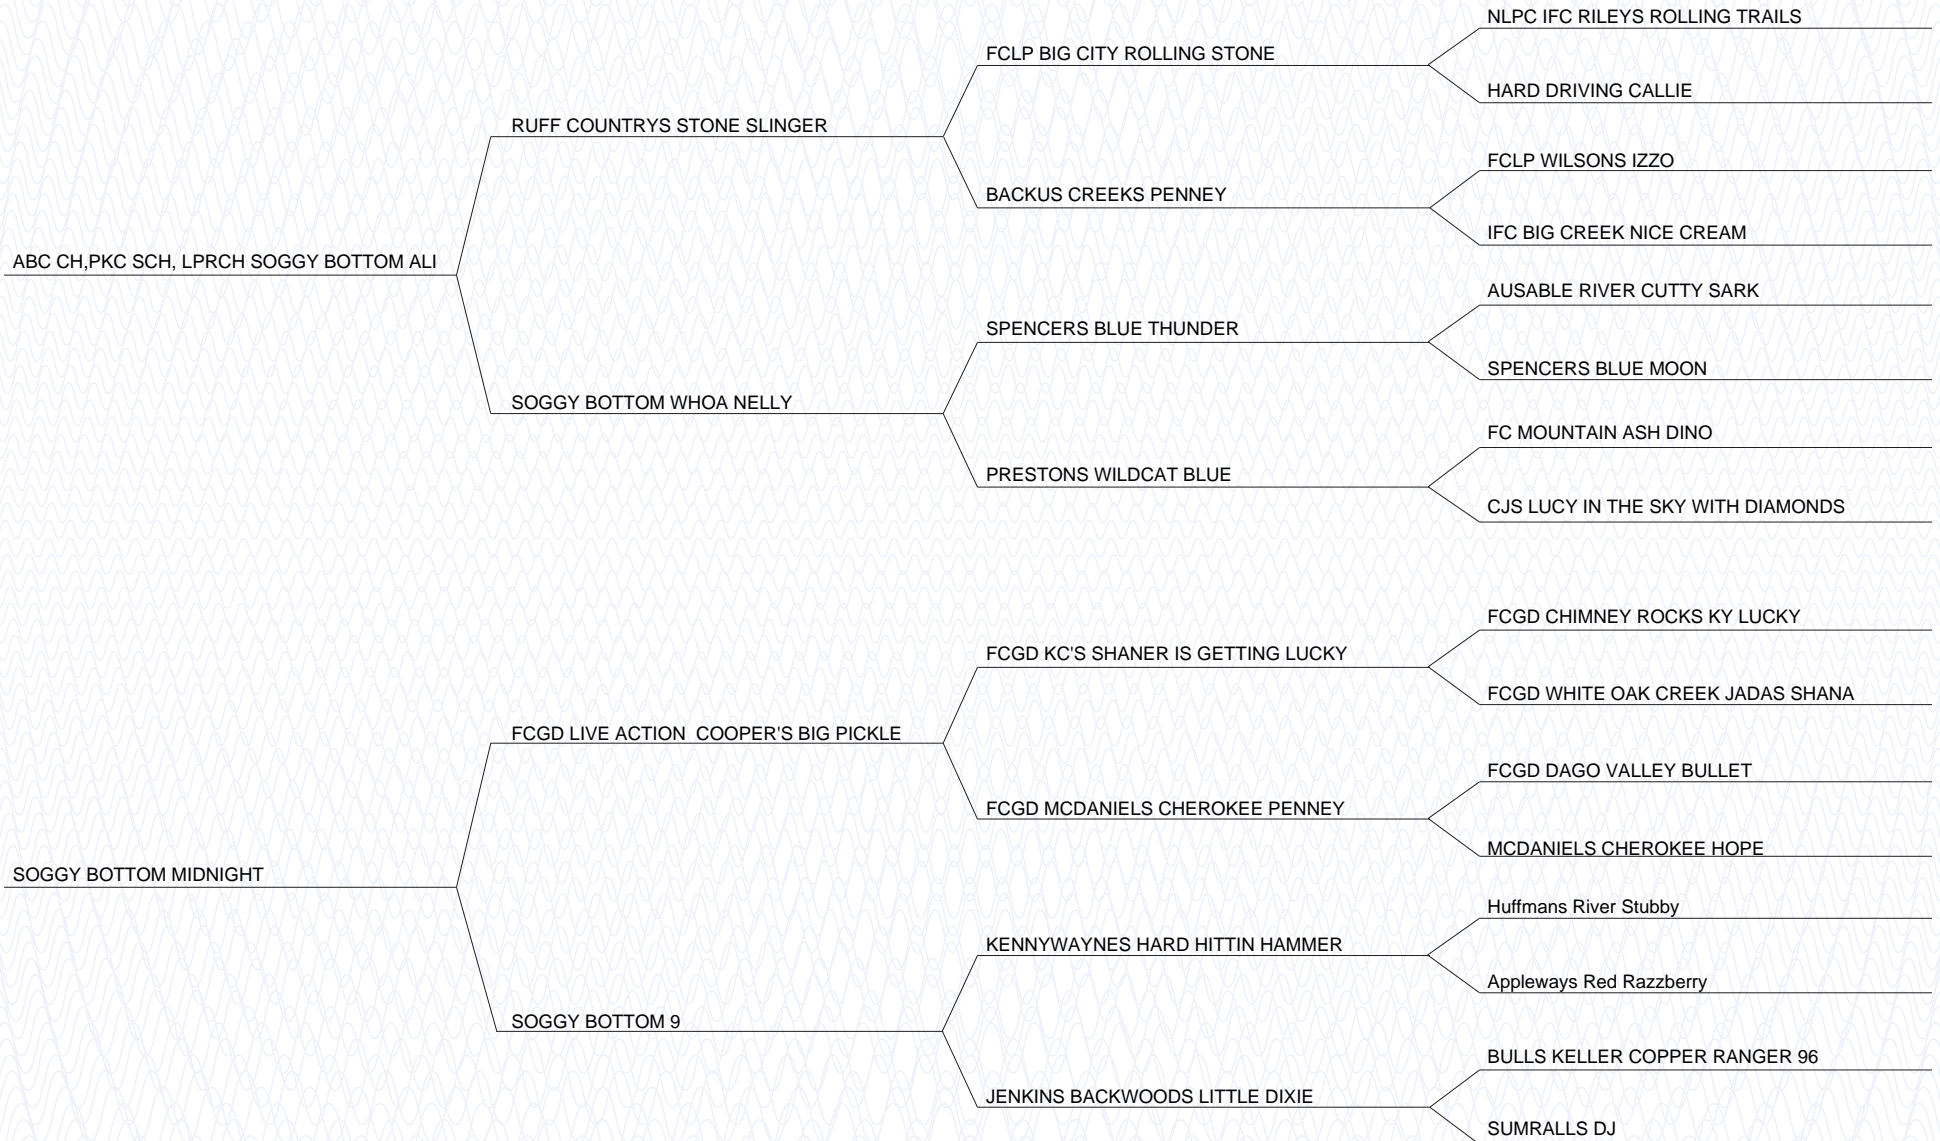 NLPC IFC RILEYS ROLLING TRAILS
FCLP BIG CITY ROLLING STONE
HARD DRIVING CALLIE
RUFF COUNTRYS STONE SLINGER
FCLP WILSONS IZZO
BACKUS CREEKS PENNEY
IFC BIG CREEK NICE CREAM
ABC CH,PKC SCH, LPRCH SOGGY BOTTOM ALI
AUSABLE RIVER CUTTY SARK
SPENCERS BLUE THUNDER
SPENCERS BLUE MOON
SOGGY BOTTOM WHOA NELLY
FC MOUNTAIN ASH DINO
PRESTONS WILDCAT BLUE
CJS LUCY IN THE SKY WITH DIAMONDS
FCGD CHIMNEY ROCKS KY LUCKY
FCGD KC'S SHANER IS GETTING LUCKY
FCGD WHITE OAK CREEK JADAS SHANA
FCGD LIVE ACTION  COOPER'S BIG PICKLE
FCGD DAGO VALLEY BULLET
FCGD MCDANIELS CHEROKEE PENNEY
MCDANIELS CHEROKEE HOPE
SOGGY BOTTOM MIDNIGHT
Huffmans River Stubby
KENNYWAYNES HARD HITTIN HAMMER
Appleways Red Razzberry
SOGGY BOTTOM 9
BULLS KELLER COPPER RANGER 96
JENKINS BACKWOODS LITTLE DIXIE
SUMRALLS DJ